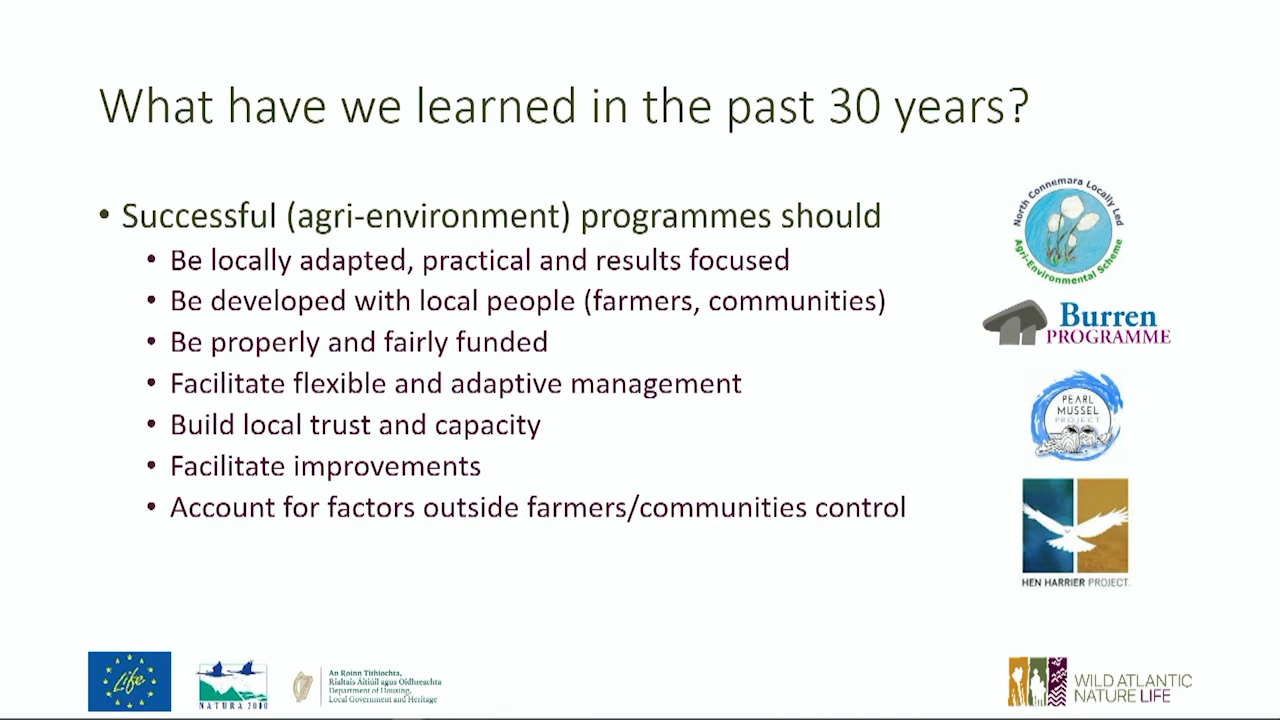 What have we learned in the past 30 years?
• Successful (agri-environment) programmes should
• Be locally adapted, practical and results focused
• Be developed with local people (farmers, communities)
• Be properly and fairly funded
• Facilitate flexible and adaptive management
• Build local trust and capacity
• Facilitate improvements
• Account for factors outside farmers/communities control
North Connemara Locally Led
Agri-Environmental Scheme
Burren
PROGRAMME
PEARL
MUSSEL
PROJECT
HEN HARRIER PROJECT.
Life
NATURA 2000
An Roinn Tithíochta,
Rialtais Áitiúil agus Oidhreachta
Department of Housing,
Local Government and Heritage
WILD ATLANTIC
NATURE LIFE